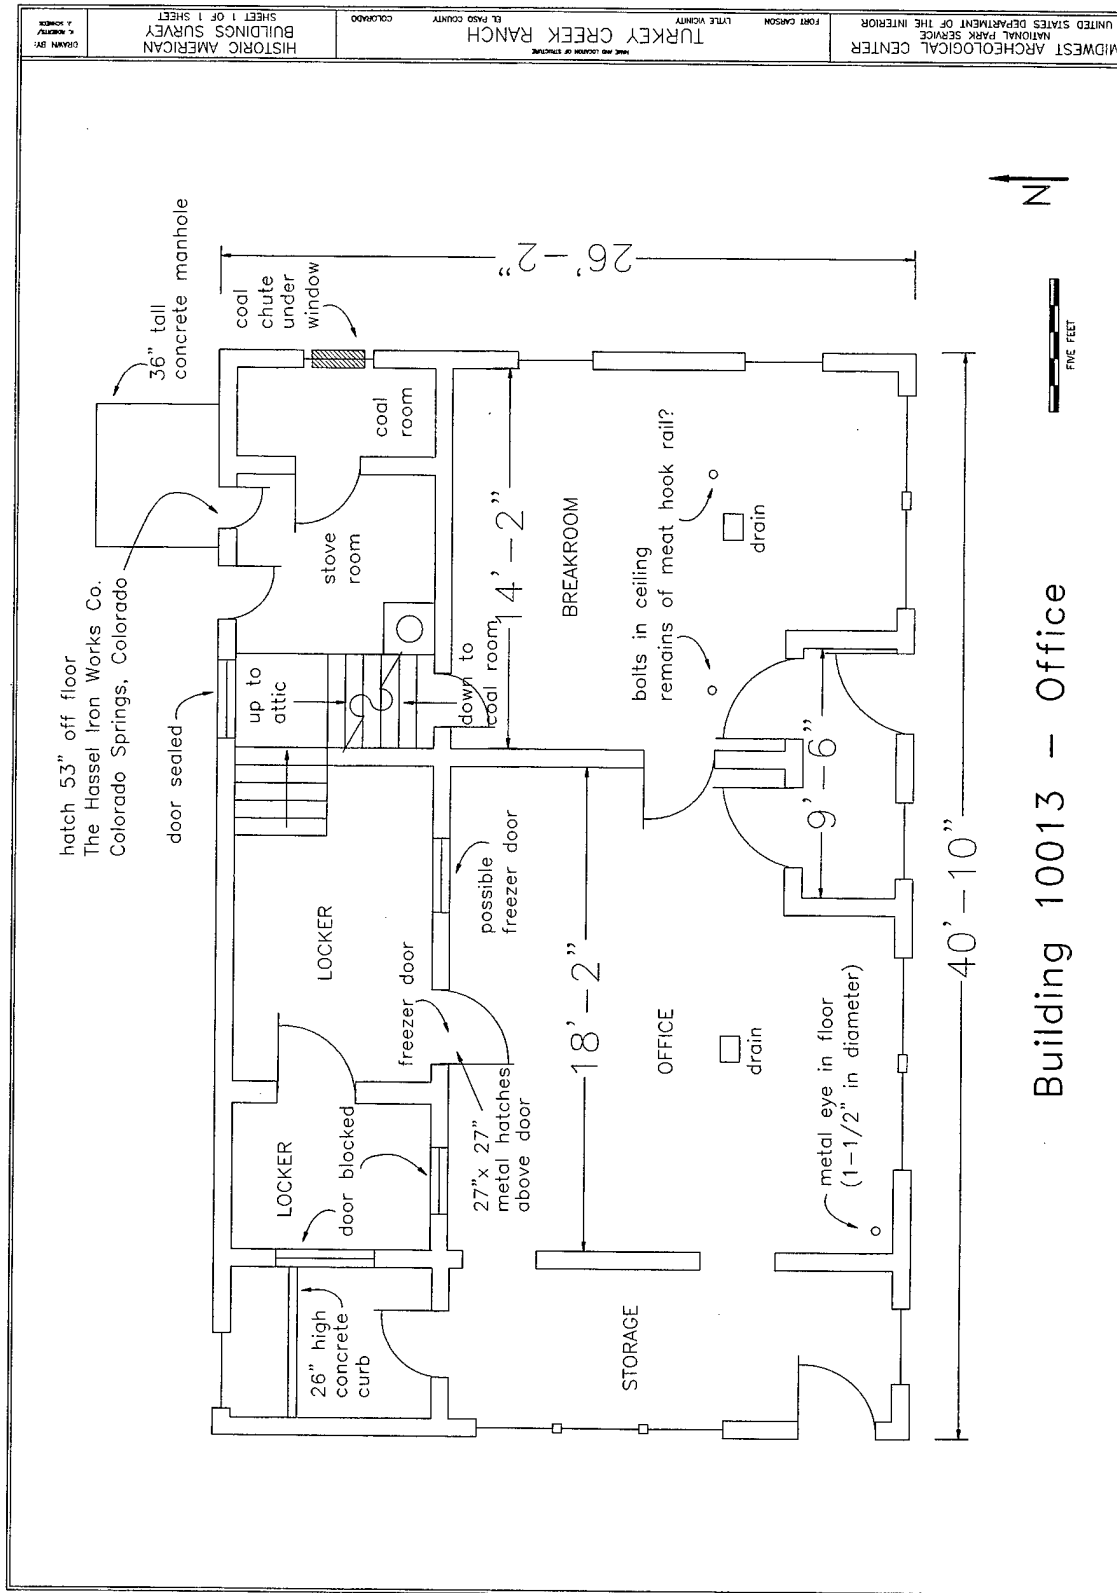 MIDWEST ARCHEOLOGICAL CENTER
NATIONAL PARK SERVICE
UNITED STATES DEPARTMENT OF THE INTERIOR
NAME AND LOCATION OF STRUCTURE
TURKEY CREEK RANCH
FORT CARSON
LYTLE VICINITY
EL PASO COUNTY
COLORADO
HISTORIC AMERICAN
BUILDINGS SURVEY
SHEET 1 OF 1 SHEET
DRAWN BY:
hatch 53" off floor
The Hassel Iron Works Co.
Colorado Springs, Colorado
36" tall
concrete manhole
door sealed
coal
chute
under
window
26'-2"
up to
attic
stove
room
coal
room
LOCKER
LOCKER
door blocked
freezer door
26" high
concrete
curb
27"x 27"
metal hatches
above door
possible
freezer door
down to
coal room
14'-2"
18'-2"
BREAKROOM
bolts in ceiling
remains of meat hook rail?
STORAGE
OFFICE
drain
drain
9'-6"
metal eye in floor
(1-1/2" in diameter)
40'-10"
Building 10013 - Office
FIVE FEET
N